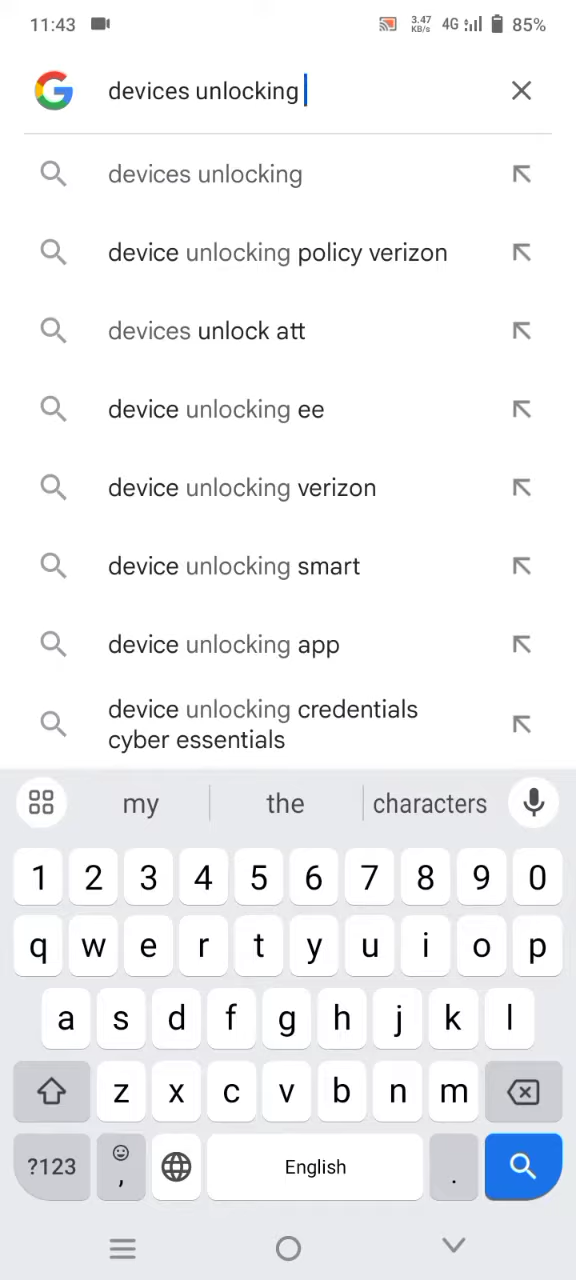 11:43 3.47 KB/s 4G 85%
devices unlocking
devices unlocking
device unlocking policy verizon
devices unlock att
device unlocking ee
device unlocking verizon
device unlocking smart
device unlocking app
device unlocking credentials
cyber essentials
my the characters
1 2 3 4 5 6 7 8 9 0
q w e r t y u i o p
a s d f g h j k l
z x c v b n m
?123 , English .